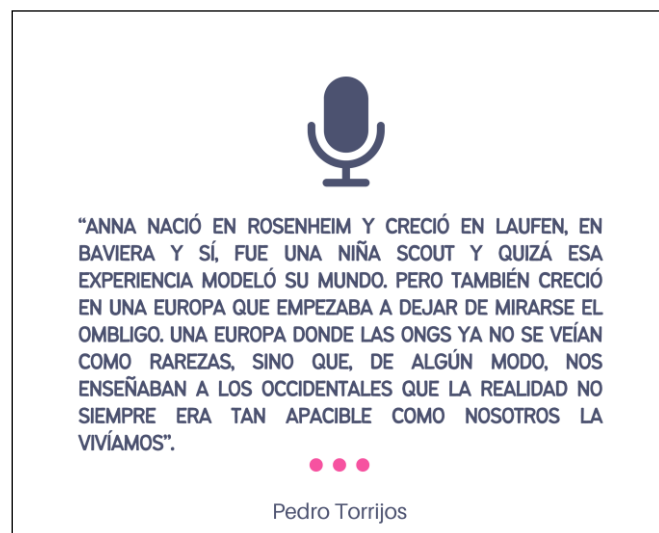 “ANNA NACIÓ EN ROSENHEIM Y CRECIÓ EN LAUFEN, EN
BAVIERA Y SÍ, FUE UNA NIÑA SCOUT Y QUIZÁ ESA
EXPERIENCIA MODELÓ SU MUNDO. PERO TAMBIÉN CRECIÓ
EN UNA EUROPA QUE EMPEZABA A DEJAR DE MIRARSE EL
OMBLIGO. UNA EUROPA DONDE LAS ONGS YA NO SE VEÍAN
COMO RAREZAS, SINO QUE, DE ALGÚN MODO, NOS
ENSEÑABAN A LOS OCCIDENTALES QUE LA REALIDAD NO
SIEMPRE ERA TAN APACIBLE COMO NOSOTROS LA
VIVÍAMOS”.
Pedro Torrijos